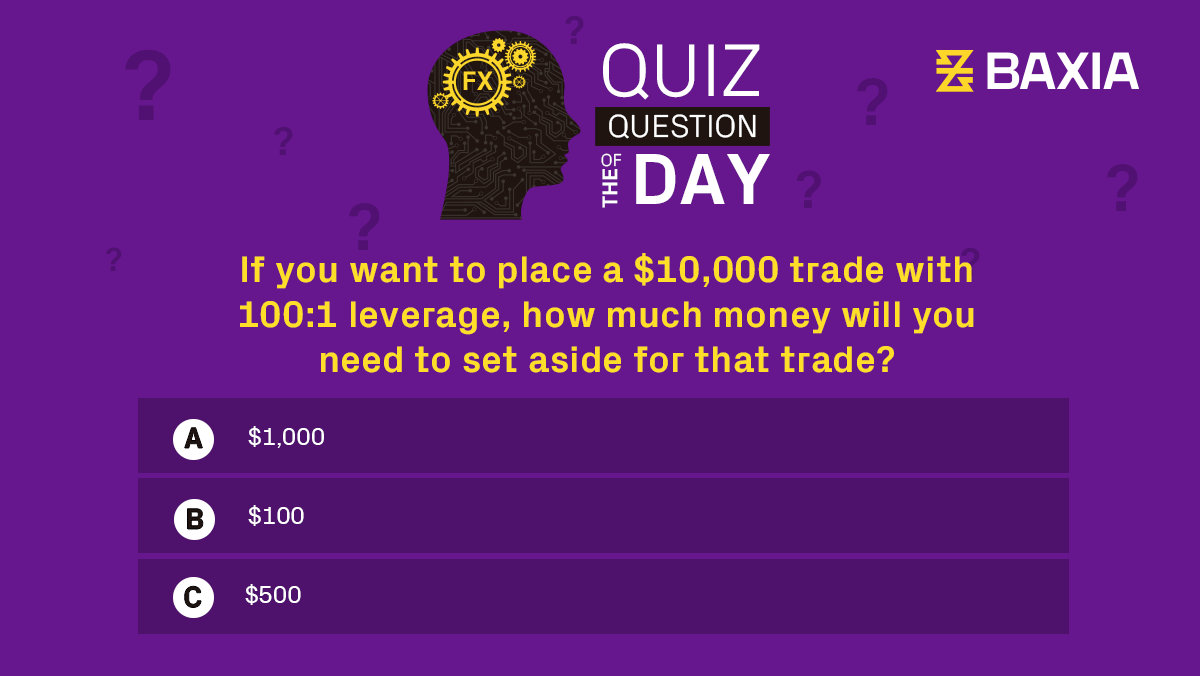 FX
QUIZ
QUESTION
OF THE
DAY
BAXIA
If you want to place a $10,000 trade with
100:1 leverage, how much money will you
need to set aside for that trade?
A $1,000
B $100
C $500